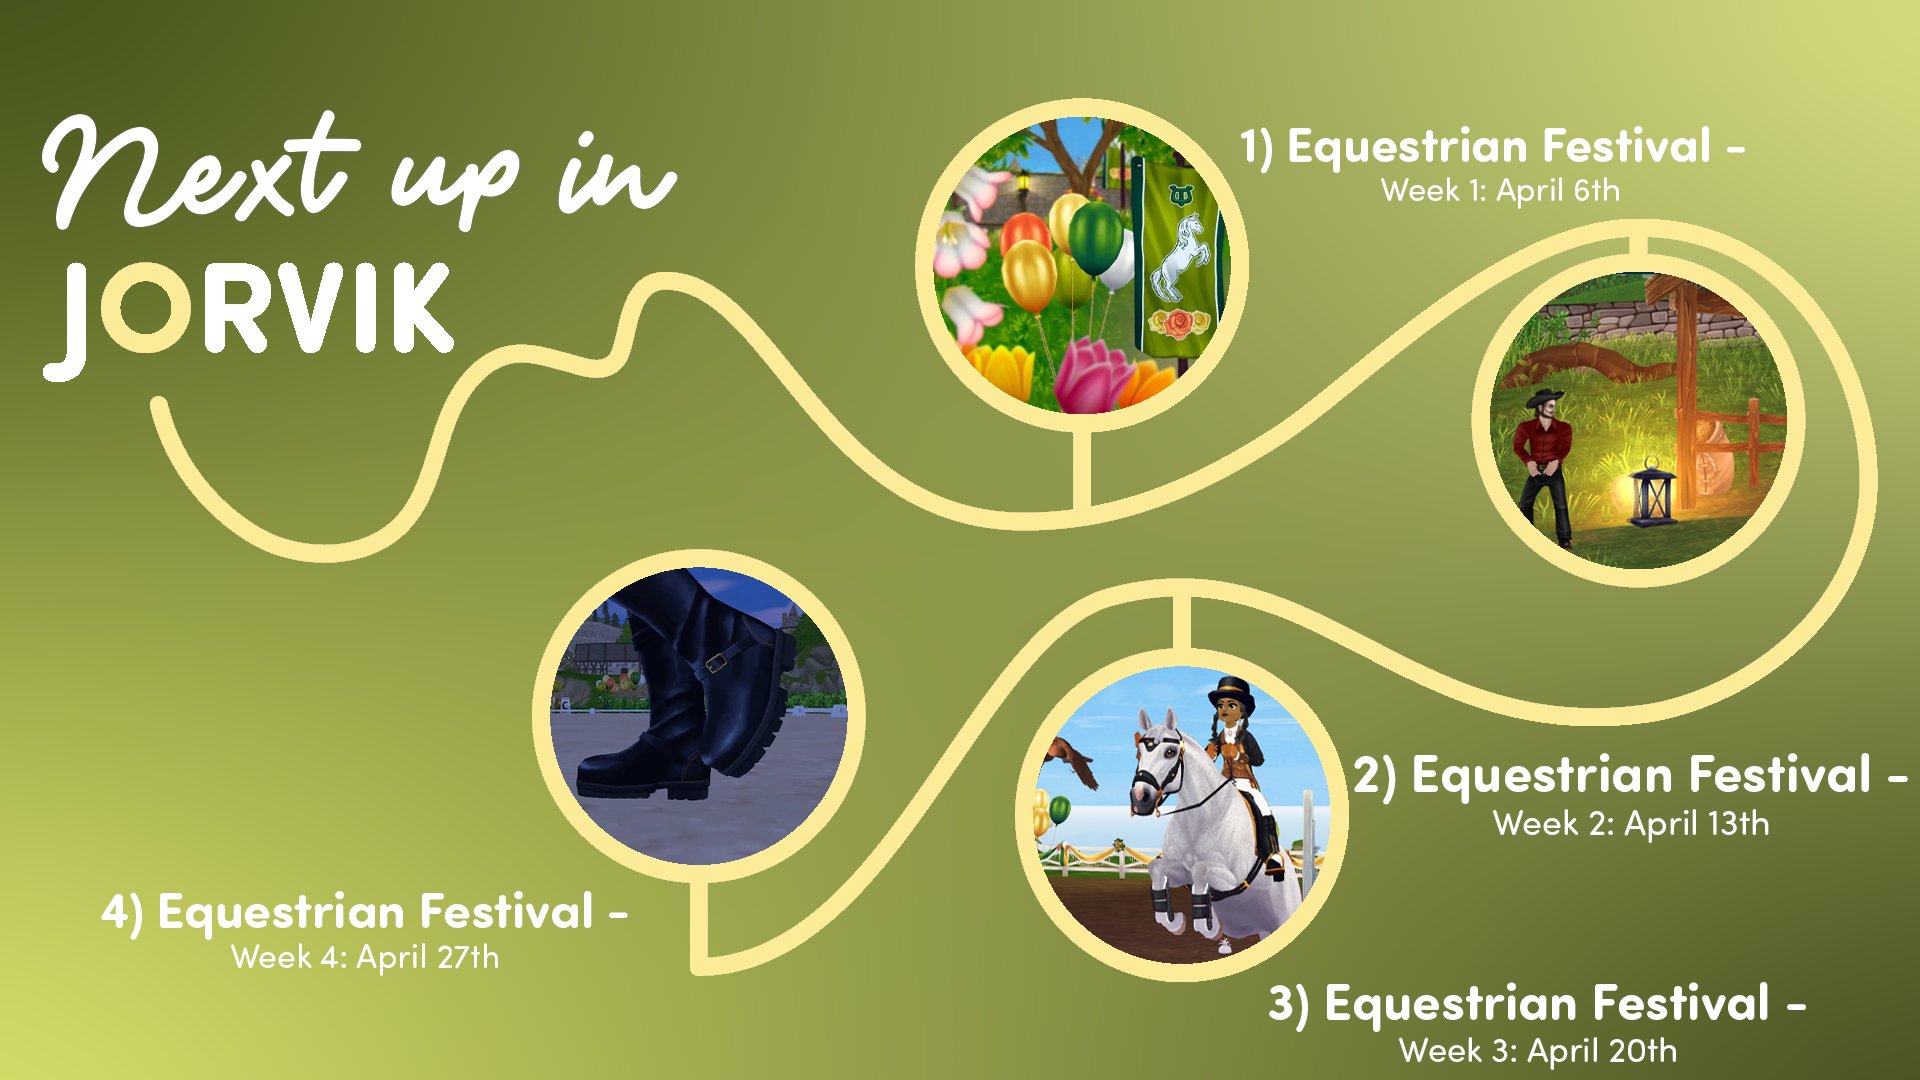 Next up in
JORVIK
1) Equestrian Festival -
Week 1: April 6th
2) Equestrian Festival -
Week 2: April 13th
3) Equestrian Festival -
Week 3: April 20th
4) Equestrian Festival -
Week 4: April 27th
C